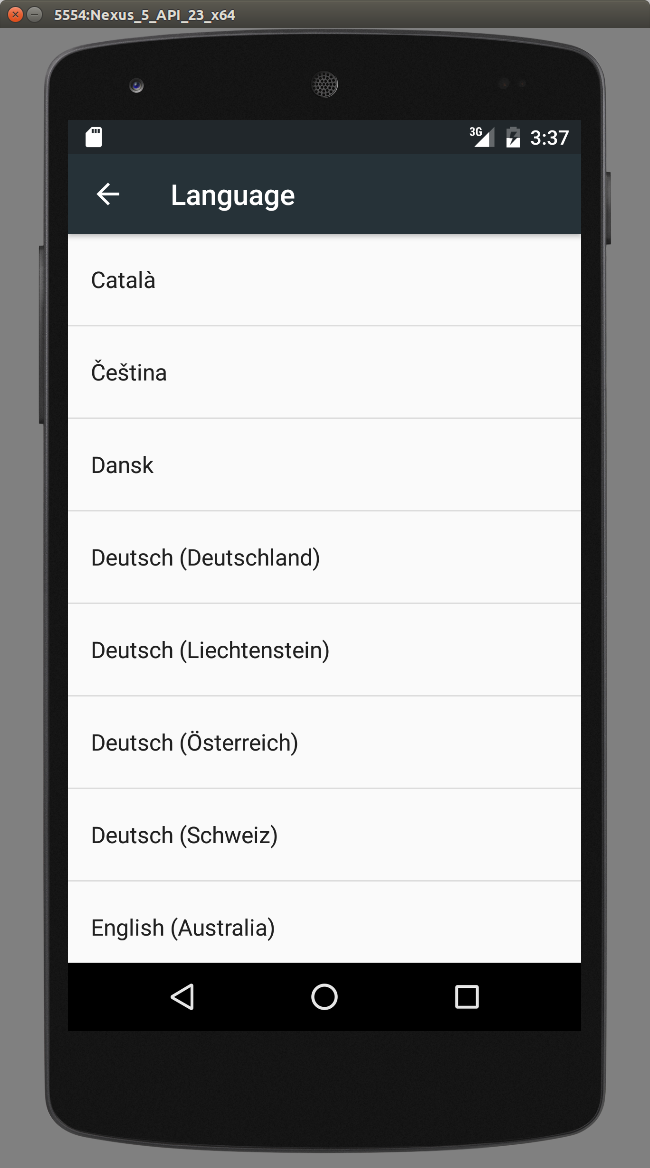 5554:Nexus_5_API_23_x64
3G 3:37
Language
Català
Čeština
Dansk
Deutsch (Deutschland)
Deutsch (Liechtenstein)
Deutsch (Österreich)
Deutsch (Schweiz)
English (Australia)